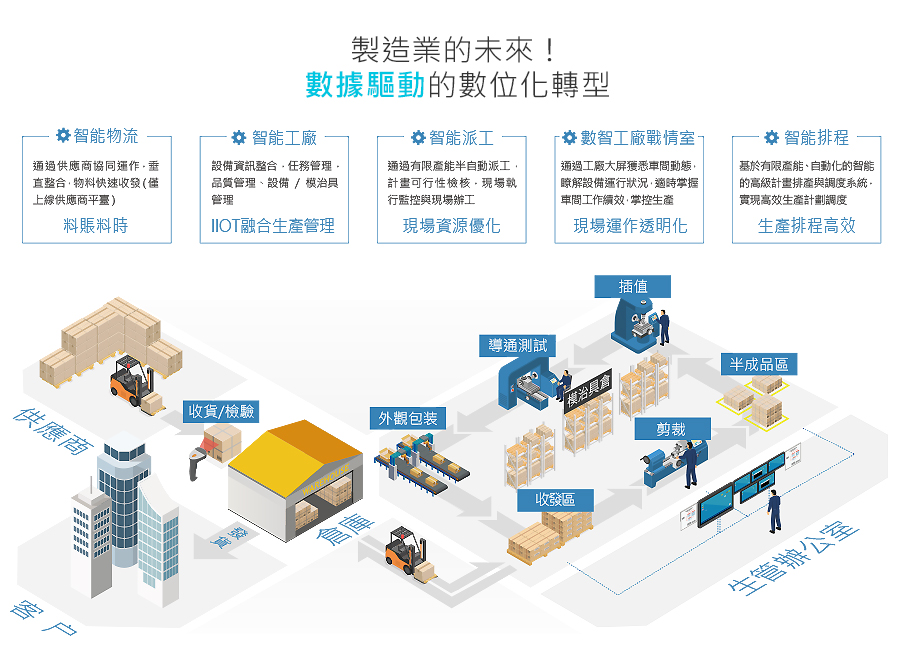 製造業的未來！
數據驅動的數位化轉型
智能物流
通過供應商協同運作，垂
直整合，物料快速收發（僅
上線供應商平臺）
料賬料時
智能工廠
設備資訊整合，任務管理，
品質管理、設備 / 模治具
管理
IIOT融合生產管理
智能派工
通過有限產能半自動派工，
計畫可行性檢核，現場執
行監控與現場辦工
現場資源優化
數智工廠戰情室
通過工廠大屏獲悉車間動態，
瞭解設備運行狀況，適時掌握
車間工作績效，掌控生產
現場運作透明化
智能排程
基於有限產能、自動化的智能
的高級計畫排產與調度系統，
實現高效生產計劃調度
生產排程高效
插值
導通測試
半成品區
模治具倉
收貨/檢驗
外觀包裝
剪裁
供應商
收發區
倉庫
發貨
生管辦公室
客戶